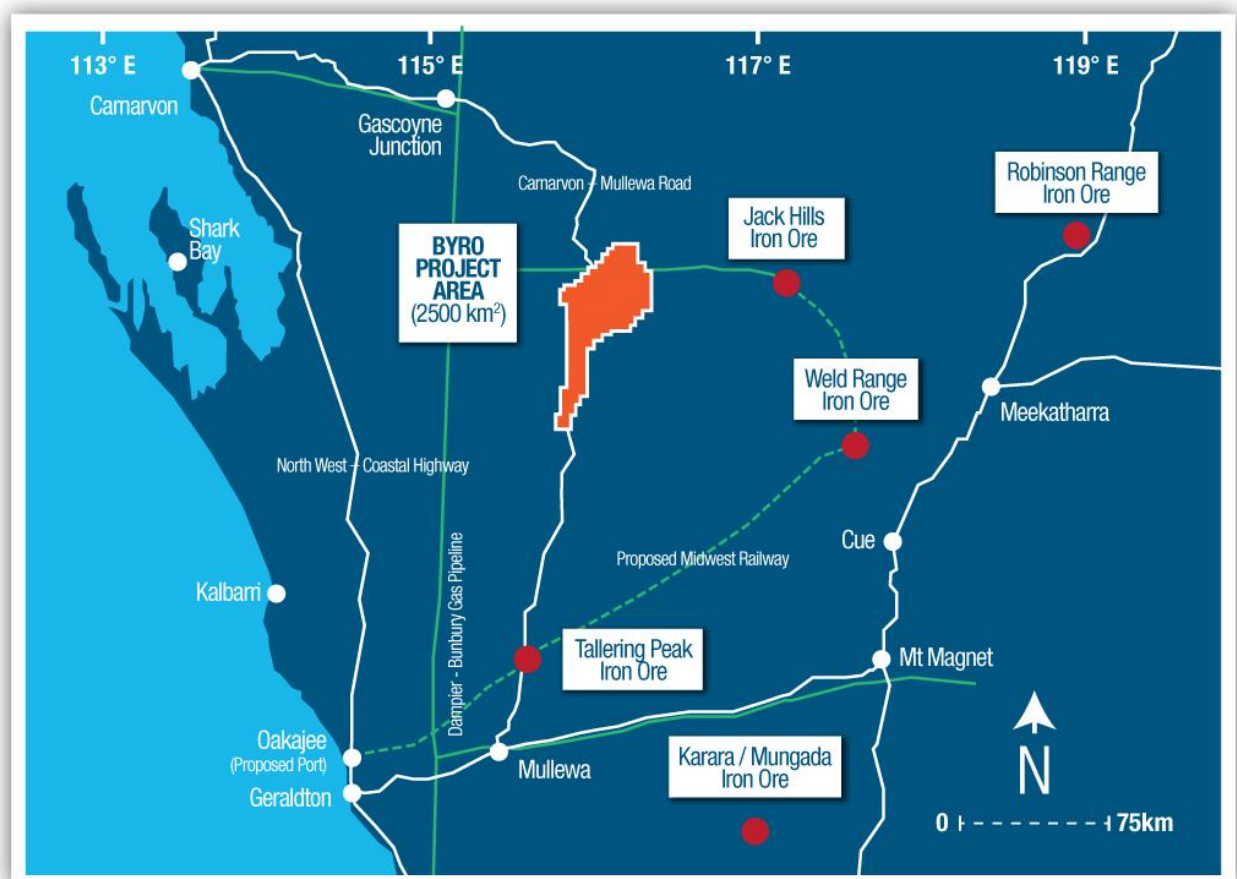 113° E
115° E
117° E
119° E
Carnarvon
Gascoyne
Junction
Carnarvon - Mullewa Road
Robinson Range
Iron Ore
Jack Hills
Iron Ore
Shark
Bay
BYRO
PROJECT
AREA
(2500 km²)
Weld Range
Iron Ore
Meekatharra
North West - Coastal Highway
Cue
Proposed Midwest Railway
Kalbarri
Dampier - Bunbury Gas Pipeline
Tallering Peak
Iron Ore
Mt Magnet
Oakajee
(Proposed Port)
Mullewa
Geraldton
Karara / Mungada
Iron Ore
N
0
75km